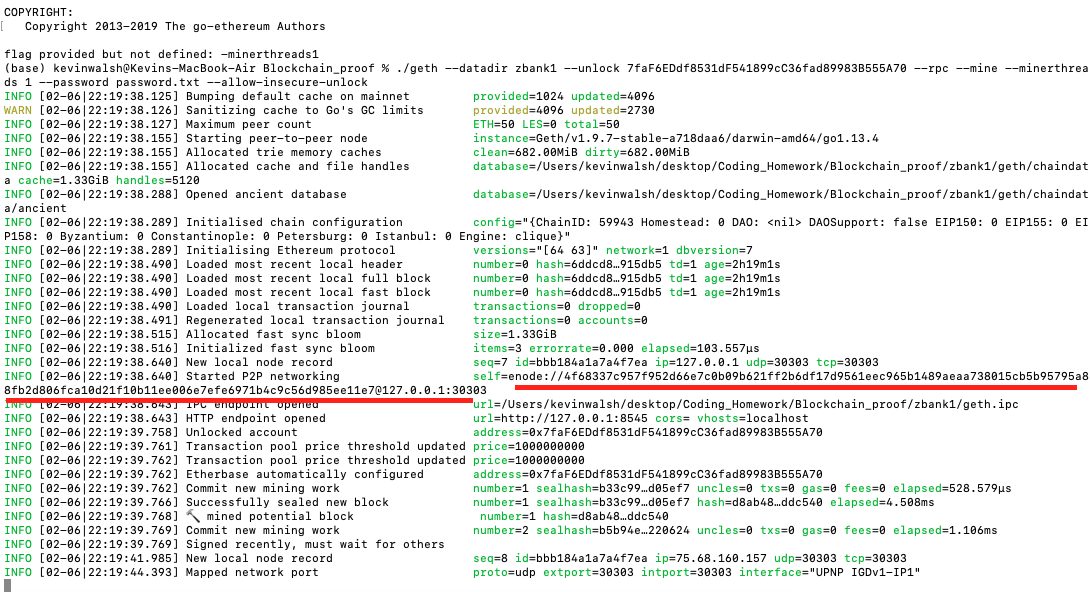 COPYRIGHT:
[   Copyright 2013-2019 The go-ethereum Authors
flag provided but not defined: -minerthreads1
(base) kevinwalsh@Kevins-MacBook-Air Blockchain_proof % ./geth --datadir zbank1 --unlock 7faF6EDdf8531dF541899cC36fad89983B555A70 --rpc --mine --minerthrea
ds 1 --password password.txt --allow-insecure-unlock
INFO [02-06|22:19:38.125] Bumping default cache on mainnet         provided=1024 updated=4096
WARN [02-06|22:19:38.126] Sanitizing cache to Go's GC limits       provided=4096 updated=2730
INFO [02-06|22:19:38.127] Maximum peer count                       ETH=50 LES=0 total=50
INFO [02-06|22:19:38.155] Starting peer-to-peer node               instance=Geth/v1.9.7-stable-a718daa6/darwin-amd64/go1.13.4
INFO [02-06|22:19:38.155] Allocated trie memory caches             clean=682.00MiB dirty=682.00MiB
INFO [02-06|22:19:38.155] Allocated cache and file handles         database=/Users/kevinwalsh/desktop/Coding_Homework/Blockchain_proof/zbank1/geth/chaindat
a cache=1.33GiB handles=5120
INFO [02-06|22:19:38.288] Opened ancient database                  database=/Users/kevinwalsh/desktop/Coding_Homework/Blockchain_proof/zbank1/geth/chaindat
a/ancient
INFO [02-06|22:19:38.289] Initialised chain configuration          config="{ChainID: 59943 Homestead: 0 DAO: <nil> DAOSupport: false EIP150: 0 EIP155: 0 EI
P158: 0 Byzantium: 0 Constantinople: 0 Petersburg: 0 Istanbul: 0 Engine: clique}"
INFO [02-06|22:19:38.289] Initialising Ethereum protocol           versions="[64 63]" network=1 dbversion=7
INFO [02-06|22:19:38.490] Loaded most recent local header          number=0 hash=6ddcd8…915db5 td=1 age=2h19m1s
INFO [02-06|22:19:38.490] Loaded most recent local full block      number=0 hash=6ddcd8…915db5 td=1 age=2h19m1s
INFO [02-06|22:19:38.490] Loaded most recent local fast block      number=0 hash=6ddcd8…915db5 td=1 age=2h19m1s
INFO [02-06|22:19:38.490] Loaded local transaction journal         transactions=0 dropped=0
INFO [02-06|22:19:38.491] Regenerated local transaction journal    transactions=0 accounts=0
INFO [02-06|22:19:38.515] Allocated fast sync bloom                size=1.33GiB
INFO [02-06|22:19:38.516] Initialized fast sync bloom              items=3 errorrate=0.000 elapsed=103.557µs
INFO [02-06|22:19:38.640] New local node record                    seq=7 id=bbb184a1a7a4f7ea ip=127.0.0.1 udp=30303 tcp=30303
INFO [02-06|22:19:38.640] Started P2P networking                   self=enode://4f68337c957f952d66e7c0b09b621ff2b6df17d9561eec965b1489aeaa738015cb5b95795a8
8fb2d806fca10d21f10b11ee006e7efe6971b4c9c56d985ee11e7@127.0.0.1:30303
INFO [02-06|22:19:38.643] IPC endpoint opened                      url=/Users/kevinwalsh/desktop/Coding_Homework/Blockchain_proof/zbank1/geth.ipc
INFO [02-06|22:19:38.643] HTTP endpoint opened                     url=http://127.0.0.1:8545 cors= vhosts=localhost
INFO [02-06|22:19:39.758] Unlocked account                         address=0x7faF6EDdf8531dF541899cC36fad89983B555A70
INFO [02-06|22:19:39.761] Transaction pool price threshold updated price=1000000000
INFO [02-06|22:19:39.762] Transaction pool price threshold updated price=1000000000
INFO [02-06|22:19:39.762] Etherbase automatically configured       address=0x7faF6EDdf8531dF541899cC36fad89983B555A70
INFO [02-06|22:19:39.762] Commit new mining work                   number=1 sealhash=b33c99…d05ef7 uncles=0 txs=0 gas=0 fees=0 elapsed=528.579µs
INFO [02-06|22:19:39.766] Successfully sealed new block            number=1 sealhash=b33c99…d05ef7 hash=d8ab48…ddc540 elapsed=4.508ms
INFO [02-06|22:19:39.768] 🔨 mined potential block                  number=1 hash=d8ab48…ddc540
INFO [02-06|22:19:39.769] Commit new mining work                   number=2 sealhash=b5b94e…220624 uncles=0 txs=0 gas=0 fees=0 elapsed=1.106ms
INFO [02-06|22:19:39.769] Signed recently, must wait for others
INFO [02-06|22:19:41.985] New local node record                    seq=8 id=bbb184a1a7a4f7ea ip=75.68.160.157 udp=30303 tcp=30303
INFO [02-06|22:19:44.393] Mapped network port                      proto=udp extport=30303 intport=30303 interface="UPNP IGDv1-IP1"